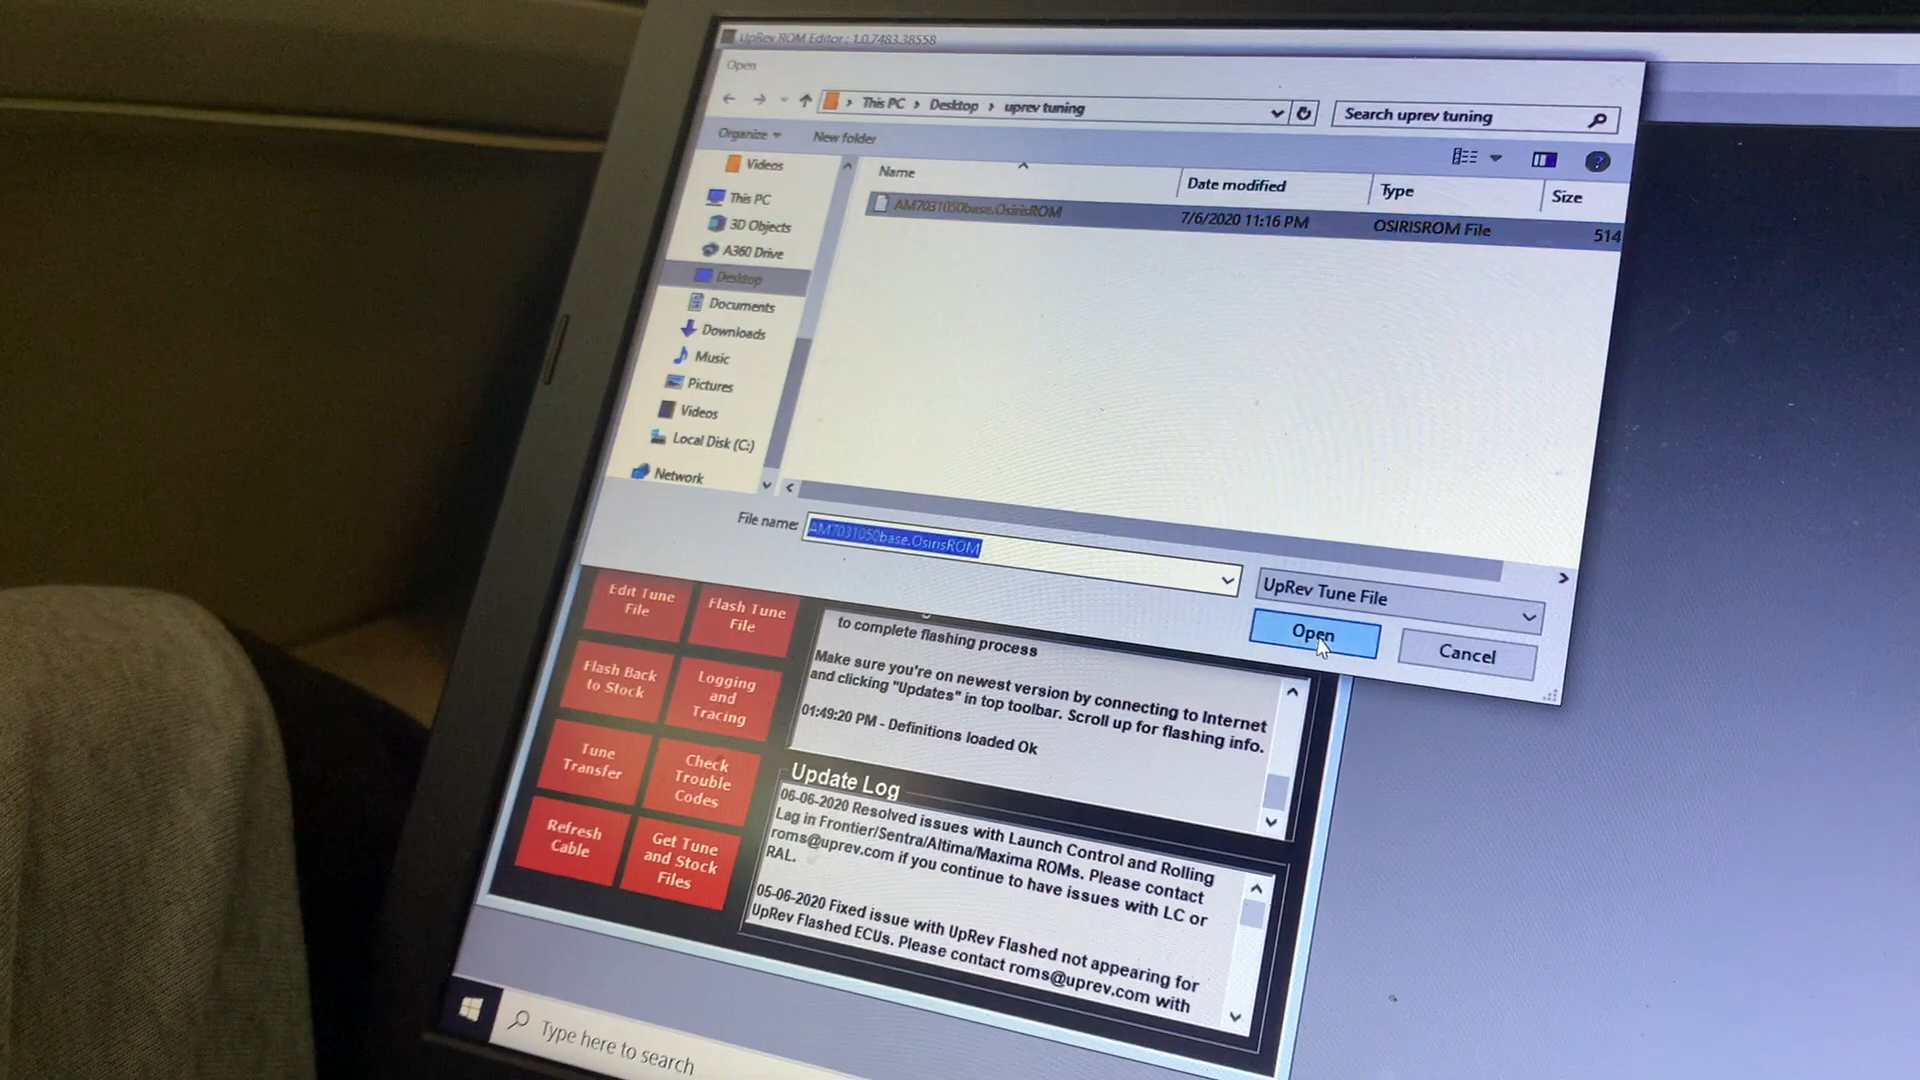 UpRev ROM Editor : 1.0.7483.38558
Open
This PC > Desktop > uprev tuning
Search uprev tuning
Organize
New folder
Videos
This PC
3D Objects
A360 Drive
Desktop
Documents
Downloads
Music
Pictures
Videos
Local Disk (C:)
Network
Name
Date modified
Type
Size
AM7031050base.OsirisROM
7/6/2020 11:16 PM
OSIRISROM File
514
File name:
AM7031050base.OsirisROM
UpRev Tune File
Open
Cancel
Edit Tune
File
Flash Tune
File
Flash Back
to Stock
Logging
and
Tracing
Tune
Transfer
Check
Trouble
Codes
Refresh
Cable
Get Tune
and Stock
Files
to complete flashing process
Make sure you're on newest version by connecting to Internet
and clicking "Updates" in top toolbar. Scroll up for flashing info.
01:49:20 PM - Definitions loaded Ok
Update Log
06-06-2020 Resolved issues with Launch Control and Rolling
Lag in Frontier/Sentra/Altima/Maxima ROMs. Please contact
roms@uprev.com if you continue to have issues with LC or
RAL.
05-06-2020 Fixed issue with UpRev Flashed not appearing for
UpRev Flashed ECUs. Please contact roms@uprev.com with
Type here to search